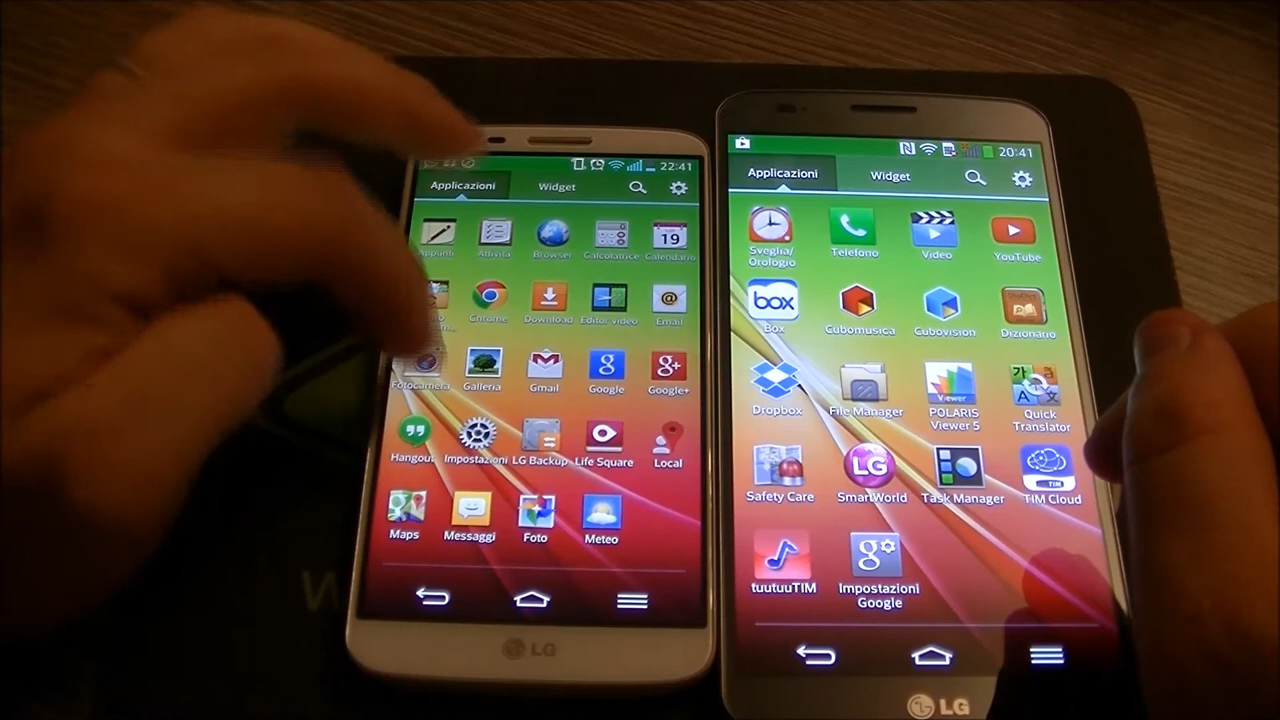 22:41
Applicazioni Widget
Appunti Attività Browser Calcolatrice Calendario
19
Chrome Download Editor video Email
Fotocamera Galleria Gmail Google Google+
Hangout Impostazioni LG Backup Life Square Local
Maps Messaggi Foto Meteo
LG
20:41
Applicazioni Widget
Sveglia/
Orologio
Telefono Video YouTube
box
Box Cubomusica Cubovision Dizionario
Viewer
Dropbox File Manager POLARIS
Viewer 5
Quick
Translator
LG
TIM
Safety Care SmartWorld Task Manager TIM Cloud
tuutuuTIM Impostazioni
Google
LG